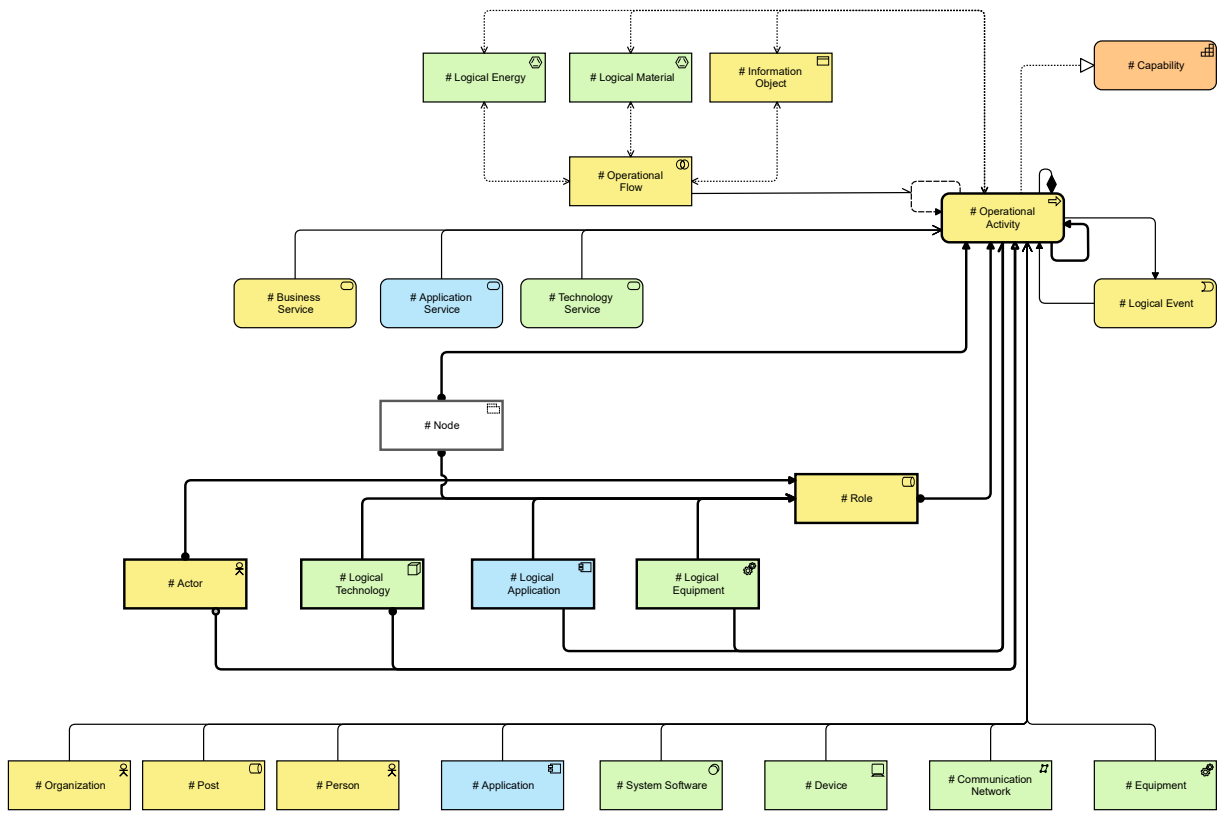 # Logical Energy
# Logical Material
# Information
Object
# Capability
# Operational
Flow
# Operational
Activity
# Business
Service
# Application
Service
# Technology
Service
# Logical Event
# Node
# Role
# Actor
# Logical
Technology
# Logical
Application
# Logical
Equipment
# Organization
# Post
# Person
# Application
# System Software
# Device
# Communication
Network
# Equipment